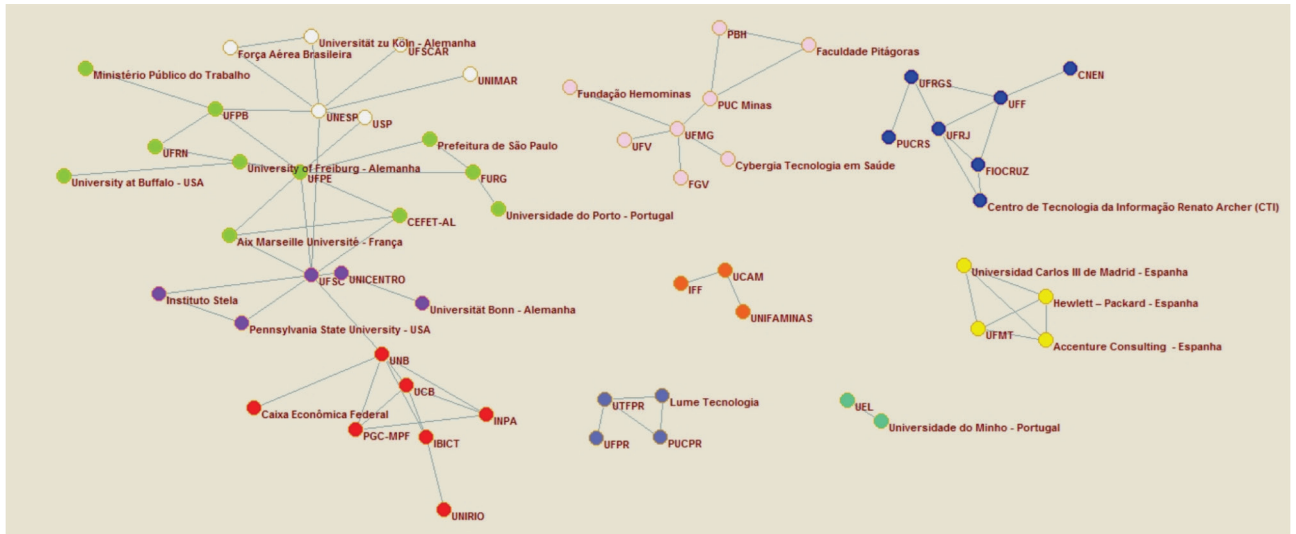 PBH
Universität zu Köln - Alemanha
Força Aérea Brasileira
UFSCAR
Faculdade Pitágoras
Ministério Público do Trabalho
UNIMAR
CNEN
UFRGS
Fundação Hemominas
PUC Minas
UFF
UFPB
UNESP
USP
UFMG
UFRJ
PUCRS
UFRN
UFV
Prefeitura de São Paulo
University of Freiburg - Alemanha
Cybergia Tecnologia em Saúde
FIOCRUZ
University at Buffalo - USA
UFPE
FURG
FGV
Centro de Tecnologia da Informação Renato Archer (CTI)
Universidade do Porto - Portugal
CEFET-AL
Aix Marseille Université - França
UFSC
UNICENTRO
UCAM
Universidad Carlos III de Madrid - Espanha
IFF
Instituto Stela
Universität Bonn - Alemanha
Hewlett – Packard - Espanha
UNIFAMINAS
Pennsylvania State University - USA
UFMT
Accenture Consulting - Espanha
UNB
UCB
Lume Tecnologia
UTFPR
UEL
Caixa Econômica Federal
INPA
Universidade do Minho - Portugal
PGC-MPF
IBICT
UFPR
PUCPR
UNIRIO